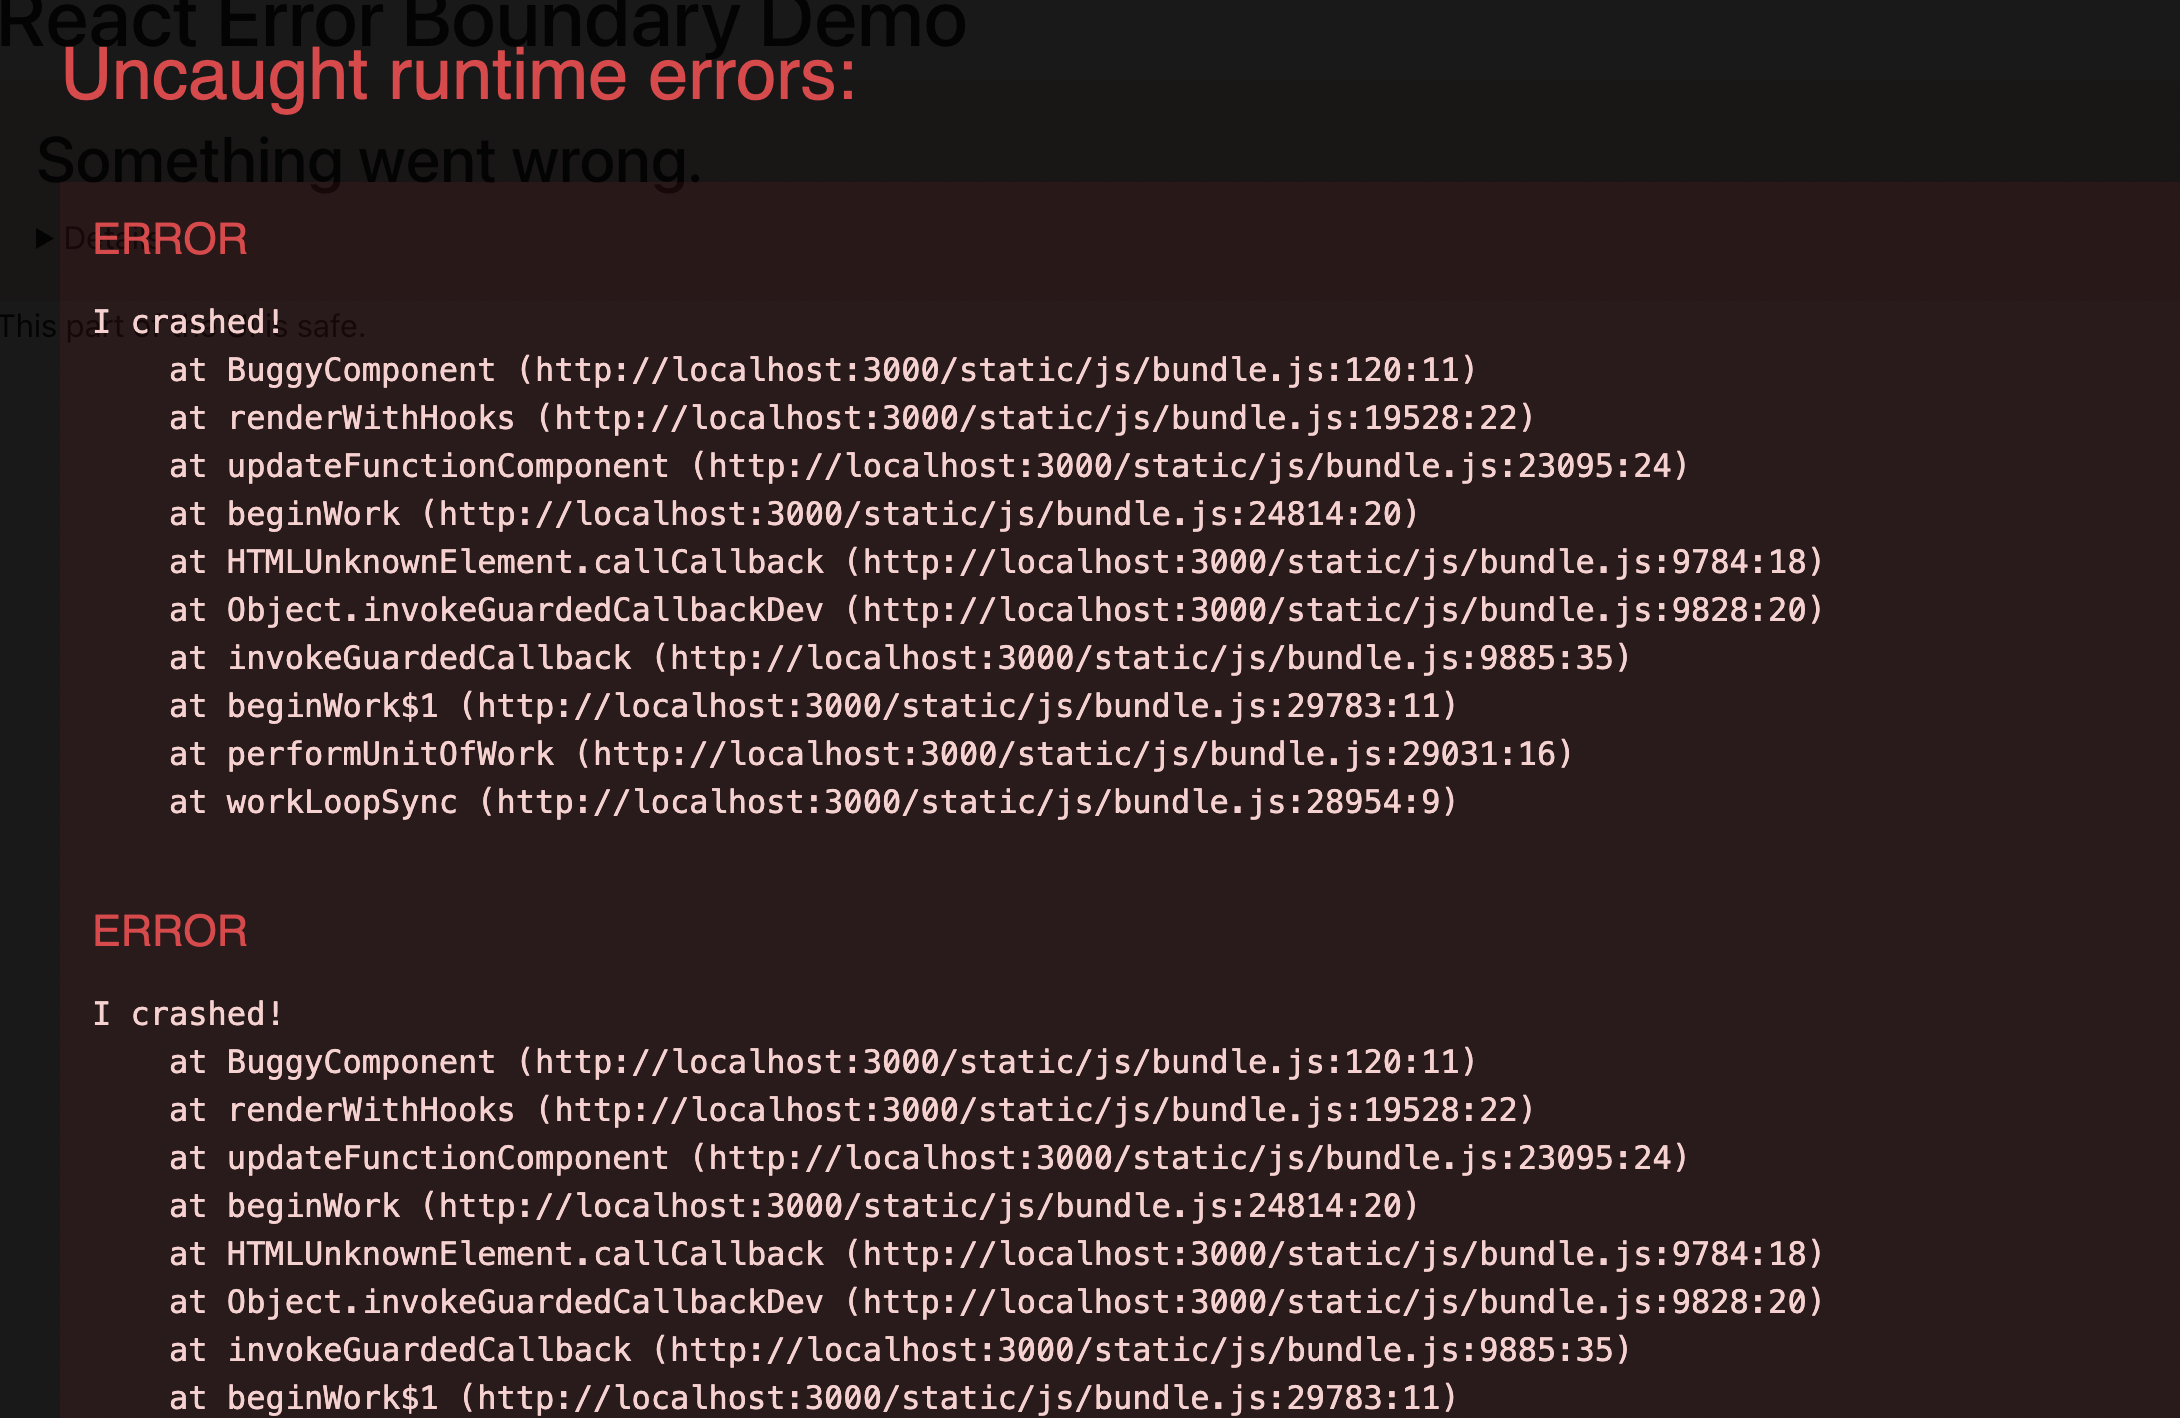 React Error Boundary Demo
Uncaught runtime errors:
Something went wrong.
ERROR
I crashed!
This part is safe.
at BuggyComponent (http://localhost:3000/static/js/bundle.js:120:11)
at renderWithHooks (http://localhost:3000/static/js/bundle.js:19528:22)
at updateFunctionComponent (http://localhost:3000/static/js/bundle.js:23095:24)
at beginWork (http://localhost:3000/static/js/bundle.js:24814:20)
at HTMLUnknownElement.callCallback (http://localhost:3000/static/js/bundle.js:9784:18)
at Object.invokeGuardedCallbackDev (http://localhost:3000/static/js/bundle.js:9828:20)
at invokeGuardedCallback (http://localhost:3000/static/js/bundle.js:9885:35)
at beginWork$1 (http://localhost:3000/static/js/bundle.js:29783:11)
at performUnitOfWork (http://localhost:3000/static/js/bundle.js:29031:16)
at workLoopSync (http://localhost:3000/static/js/bundle.js:28954:9)
ERROR
I crashed!
at BuggyComponent (http://localhost:3000/static/js/bundle.js:120:11)
at renderWithHooks (http://localhost:3000/static/js/bundle.js:19528:22)
at updateFunctionComponent (http://localhost:3000/static/js/bundle.js:23095:24)
at beginWork (http://localhost:3000/static/js/bundle.js:24814:20)
at HTMLUnknownElement.callCallback (http://localhost:3000/static/js/bundle.js:9784:18)
at Object.invokeGuardedCallbackDev (http://localhost:3000/static/js/bundle.js:9828:20)
at invokeGuardedCallback (http://localhost:3000/static/js/bundle.js:9885:35)
at beginWork$1 (http://localhost:3000/static/js/bundle.js:29783:11)